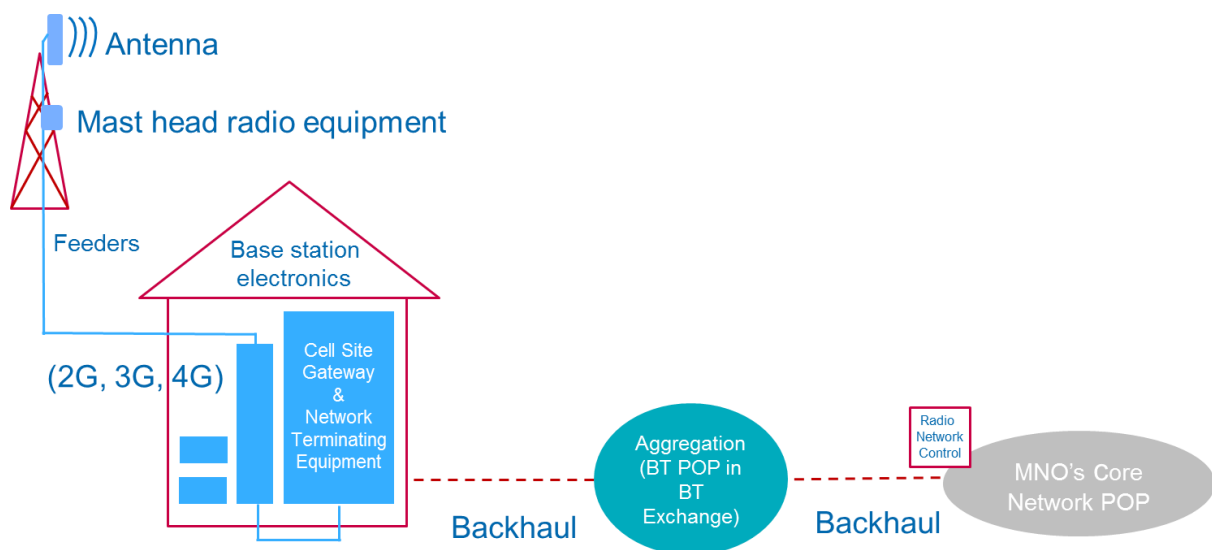 Antenna
Mast head radio equipment
Feeders
Base station
electronics
(2G, 3G, 4G)
Cell Site
Gateway
&
Network
Terminating
Equipment
Backhaul
Aggregation
(BT POP in
BT
Exchange)
Backhaul
Radio
Network
Control
MNO's Core
Network POP